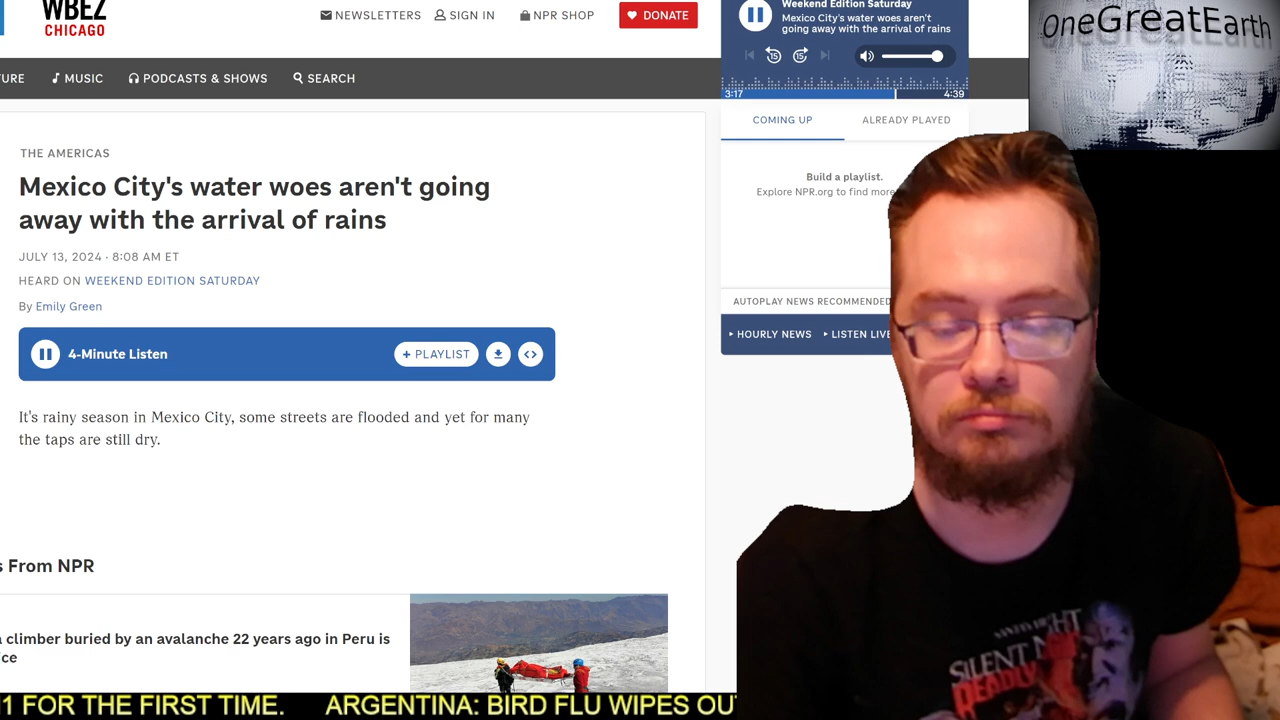 WBEZ
CHICAGO
NEWSLETTERS
SIGN IN
NPR SHOP
DONATE
MUSIC
PODCASTS & SHOWS
SEARCH
Weekend Edition Saturday
Mexico City's water woes aren't
going away with the arrival of rains
15
15
3:17
4:39
COMING UP
ALREADY PLAYED
Build a playlist.
Explore NPR.org to find more
AUTOPLAY NEWS RECOMMENDED
HOURLY NEWS
LISTEN LIVE
OneGreatEarth
THE AMERICAS
Mexico City's water woes aren't going
away with the arrival of rains
JULY 13, 2024 · 8:08 AM ET
HEARD ON WEEKEND EDITION SATURDAY
By Emily Green
4-Minute Listen
+ PLAYLIST
It's rainy season in Mexico City, some streets are flooded and yet for many
the taps are still dry.
From NPR
climber buried by an avalanche 22 years ago in Peru is
SILENT
DEADLY
1 FOR THE FIRST TIME. ARGENTINA: BIRD FLU WIPES OU